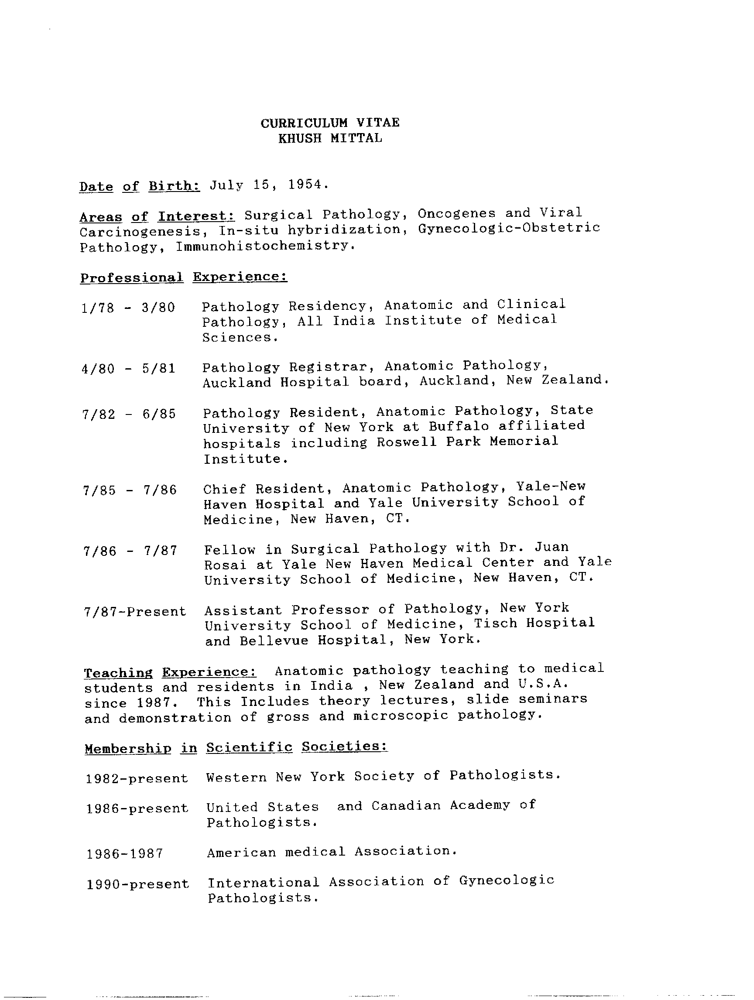 CURRICULUM VITAE
KHUSH MITTAL
Date of Birth: July 15, 1954.
Areas of Interest: Surgical Pathology, Oncogenes and Viral
Carcinogenesis, In-situ hybridization, Gynecologic-Obstetric
Pathology, Immunohistochemistry.
Professional Experience:
1/78 - 3/80 Pathology Residency, Anatomic and Clinical
Pathology, All India Institute of Medical
Sciences.
4/80 - 5/81 Pathology Registrar, Anatomic Pathology,
Auckland Hospital board, Auckland, New Zealand.
7/82 - 6/85 Pathology Resident, Anatomic Pathology, State
University of New York at Buffalo affiliated
hospitals including Roswell Park Memorial
Institute.
7/85 - 7/86 Chief Resident, Anatomic Pathology, Yale-New
Haven Hospital and Yale University School of
Medicine, New Haven, CT.
7/86 - 7/87 Fellow in Surgical Pathology with Dr. Juan
Rosai at Yale New Haven Medical Center and Yale
University School of Medicine, New Haven, CT.
7/87-Present Assistant Professor of Pathology, New York
University School of Medicine, Tisch Hospital
and Bellevue Hospital, New York.
Teaching Experience: Anatomic pathology teaching to medical
students and residents in India , New Zealand and U.S.A.
since 1987. This Includes theory lectures, slide seminars
and demonstration of gross and microscopic pathology.
Membership in Scientific Societies:
1982-present Western New York Society of Pathologists.
1986-present United States and Canadian Academy of
Pathologists.
1986-1987 American medical Association.
1990-present International Association of Gynecologic
Pathologists.